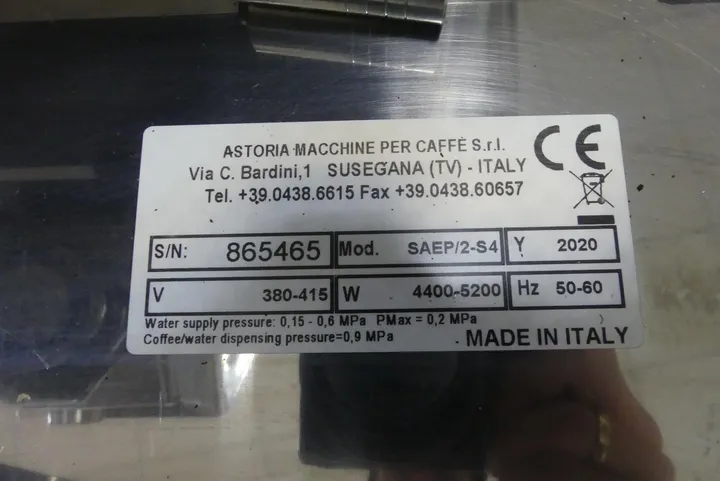 ASTORIA MACCHINE PER CAFFÈ S.r.l.
Via C. Bardini,1 SUSEGANA (TV) - ITALY
Tel. +39.0438.6615 Fax +39.0438.60657
CE
S/N: 865465 Mod. SAEP/2-S4 Y 2020
V 380-415 W 4400-5200 Hz 50-60
Water supply pressure: 0,15 - 0,6 MPa PMax = 0,2 MPa
Coffee/water dispensing pressure=0,9 MPa
MADE IN ITALY